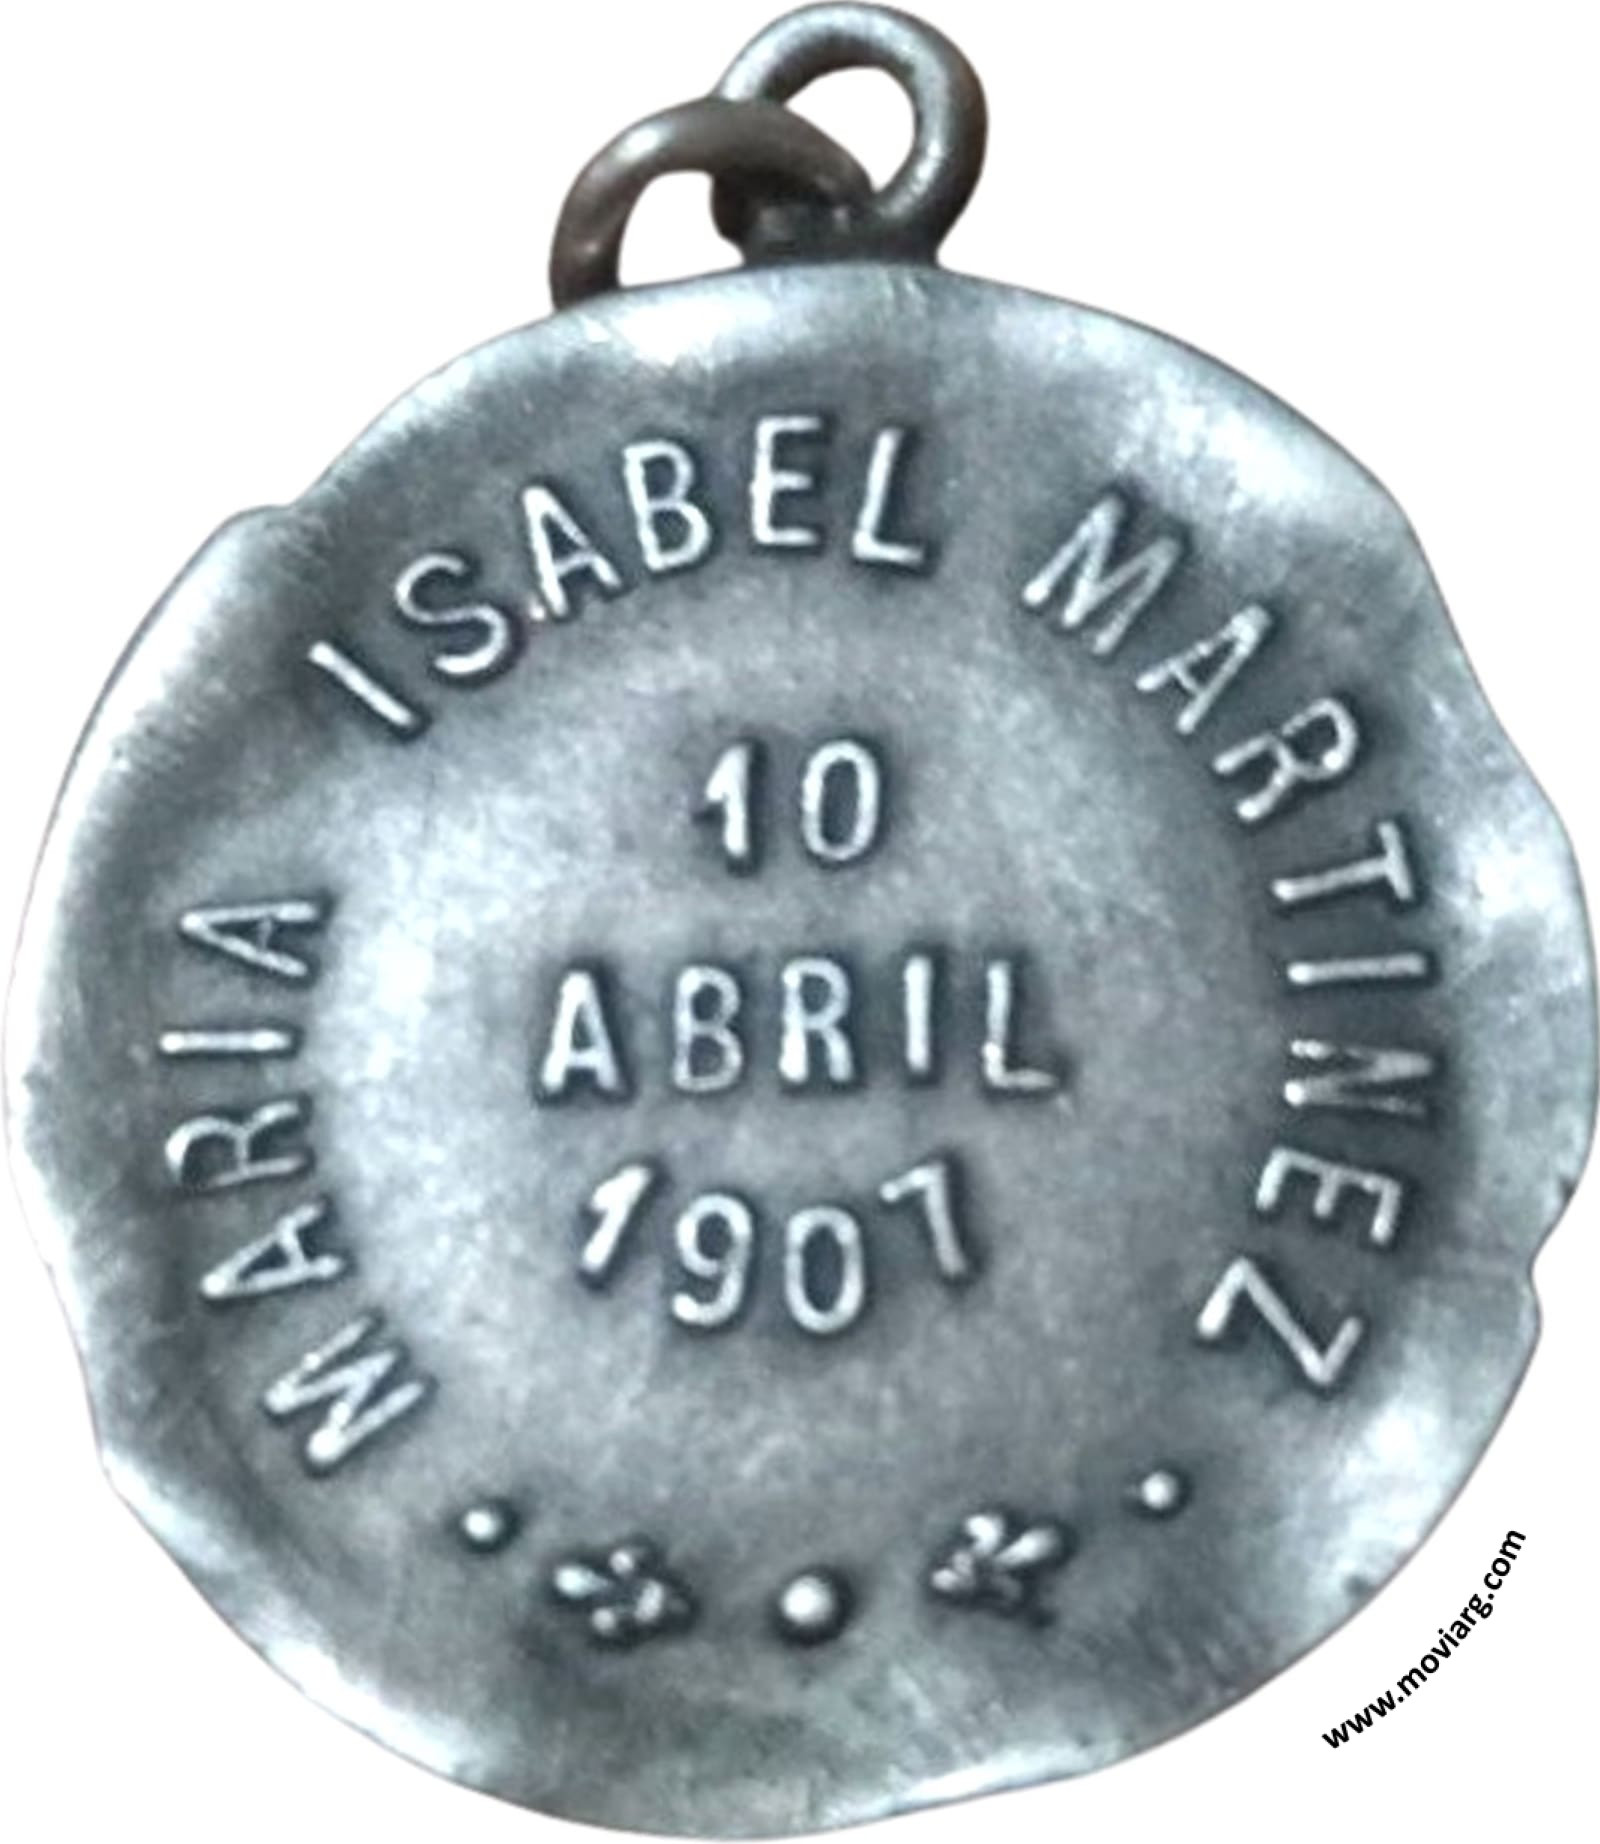 MARIA ISABEL MARTINEZ
10
ABRIL
1907
www.moviarg.com